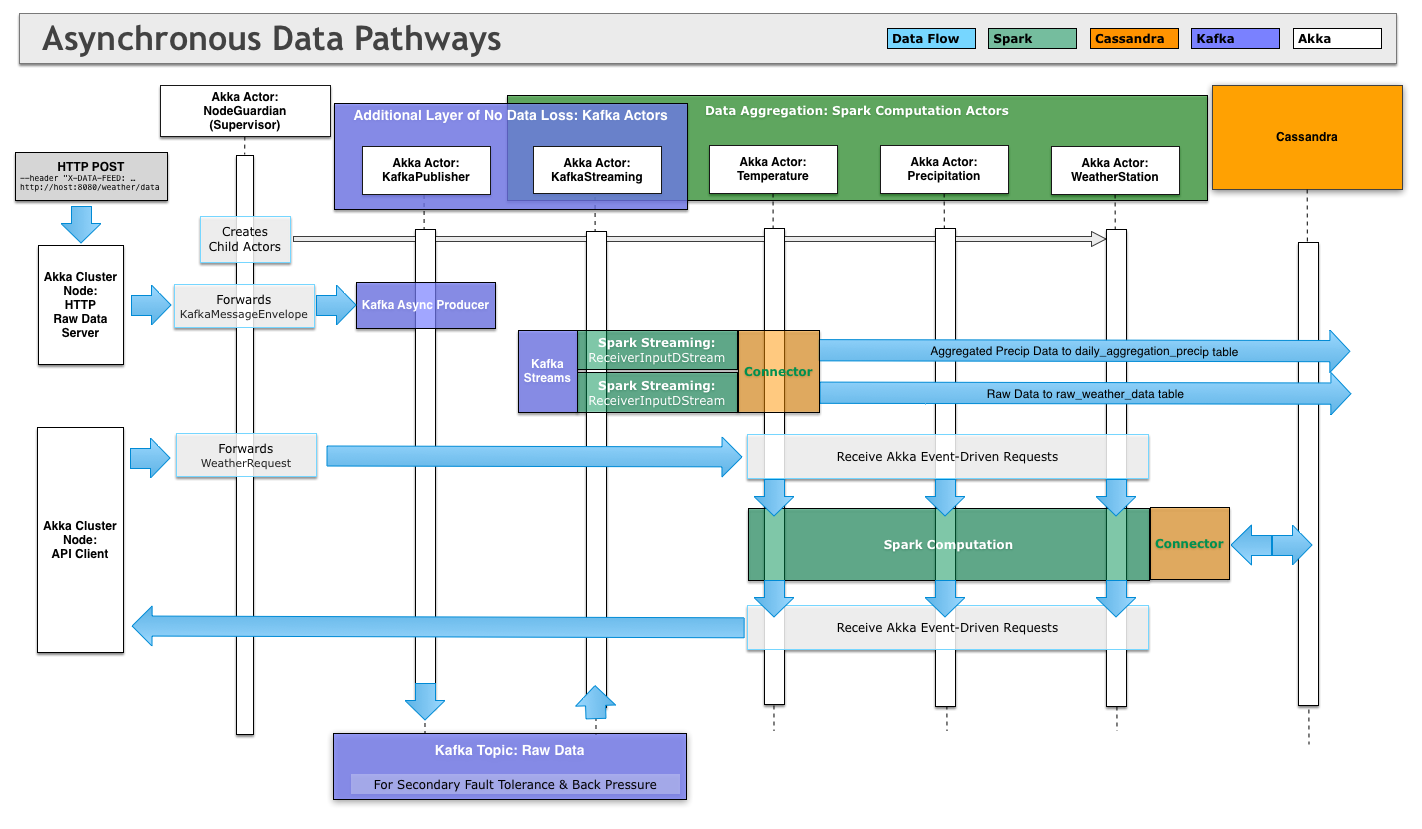 Asynchronous Data Pathways
Data Flow
Spark
Cassandra
Kafka
Akka
Akka Actor:
NodeGuardian
(Supervisor)
Additional Layer of No Data Loss: Kafka Actors
Data Aggregation: Spark Computation Actors
Cassandra
Akka Actor:
KafkaPublisher
Akka Actor:
KafkaStreaming
Akka Actor:
Temperature
Akka Actor:
Precipitation
Akka Actor:
WeatherStation
HTTP POST
--header "X-DATA-FEED: …
http://host:8080/weather/data
Creates
Child Actors
Akka Cluster
Node:
HTTP
Raw Data
Server
Forwards
KafkaMessageEnvelope
Kafka Async Producer
Kafka
Streams
Spark Streaming:
ReceiverInputDStream
Spark Streaming:
ReceiverInputDStream
Connector
Aggregated Precip Data to daily_aggregation_precip table
Raw Data to raw_weather_data table
Akka Cluster
Node:
API Client
Forwards
WeatherRequest
Receive Akka Event-Driven Requests
Spark Computation
Connector
Receive Akka Event-Driven Requests
Kafka Topic: Raw Data
For Secondary Fault Tolerance & Back Pressure